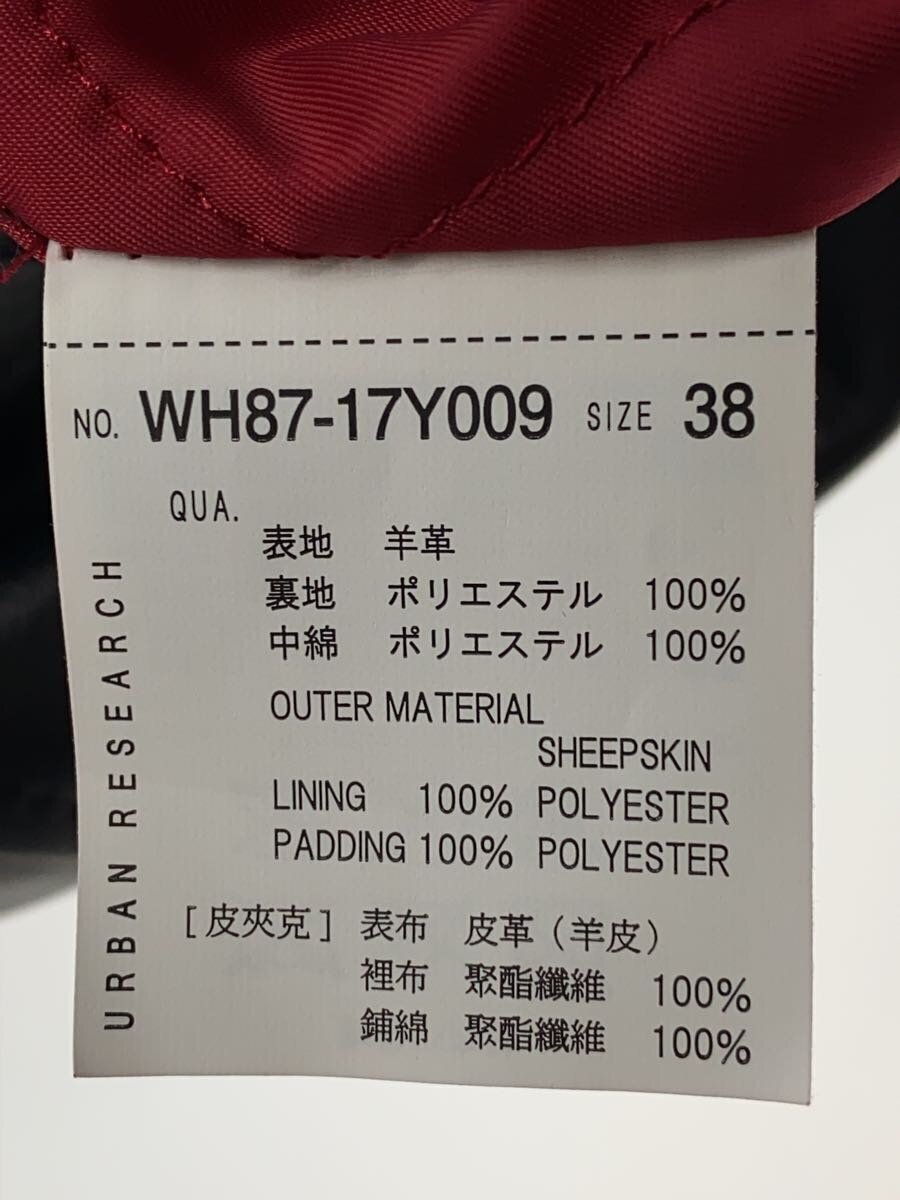 NO. WH87-17Y009 SIZE 38
QUA.
表地 羊革
裏地 ポリエステル 100%
中綿 ポリエステル 100%
OUTER MATERIAL
SHEEPSKIN
LINING 100% POLYESTER
PADDING 100% POLYESTER
[皮夾克] 表布 皮革(羊皮)
裡布 聚酯纖維 100%
鋪綿 聚酯纖維 100%
URBAN RESEARCH